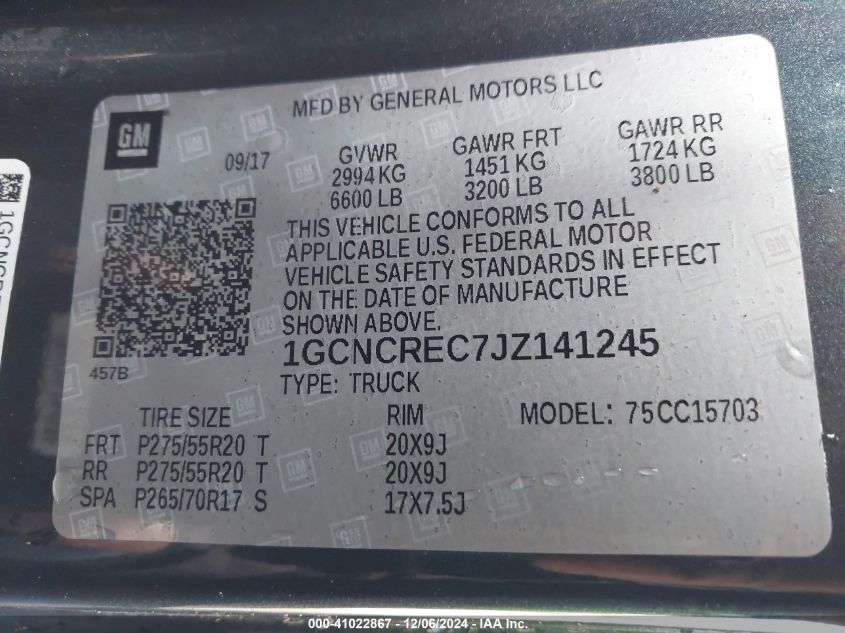 MFD BY GENERAL MOTORS LLC
GM
09/17
GVWR GAWR FRT GAWR RR
2994 KG 1451 KG 1724 KG
6600 LB 3200 LB 3800 LB
THIS VEHICLE CONFORMS TO ALL
APPLICABLE U.S. FEDERAL MOTOR
VEHICLE SAFETY STANDARDS IN EFFECT
ON THE DATE OF MANUFACTURE
SHOWN ABOVE.
457B
1GCNCREC7JZ141245
TYPE: TRUCK
TIRE SIZE RIM MODEL: 75CC15703
FRT P275/55R20 T 20X9J
RR P275/55R20 T 20X9J
SPA P265/70R17 S 17X7.5J
000-41022867 - 12/06/2024 - IAA, Inc.